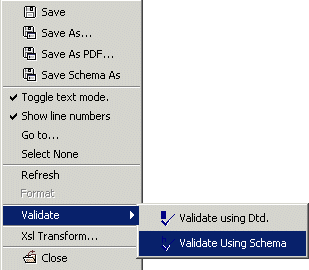 Save
Save As...
Save As PDF...
Save Schema As
Toggle text mode.
Show line numbers
Go to...
Select None
Refresh
Format
Validate
Validate using Dtd.
Xsl Transform...
Validate Using Schema
Close